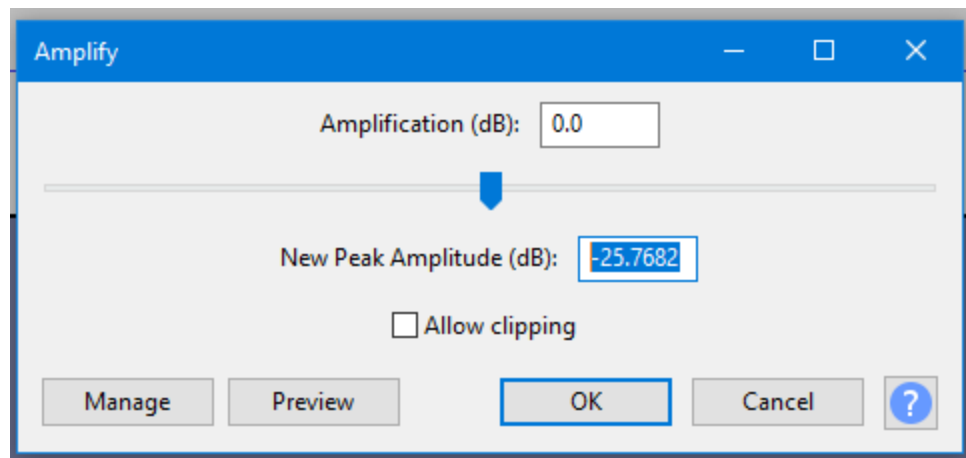 Amplify
Amplification (dB): 0.0
New Peak Amplitude (dB): -25.7682
Allow clipping
Manage Preview OK Cancel ?